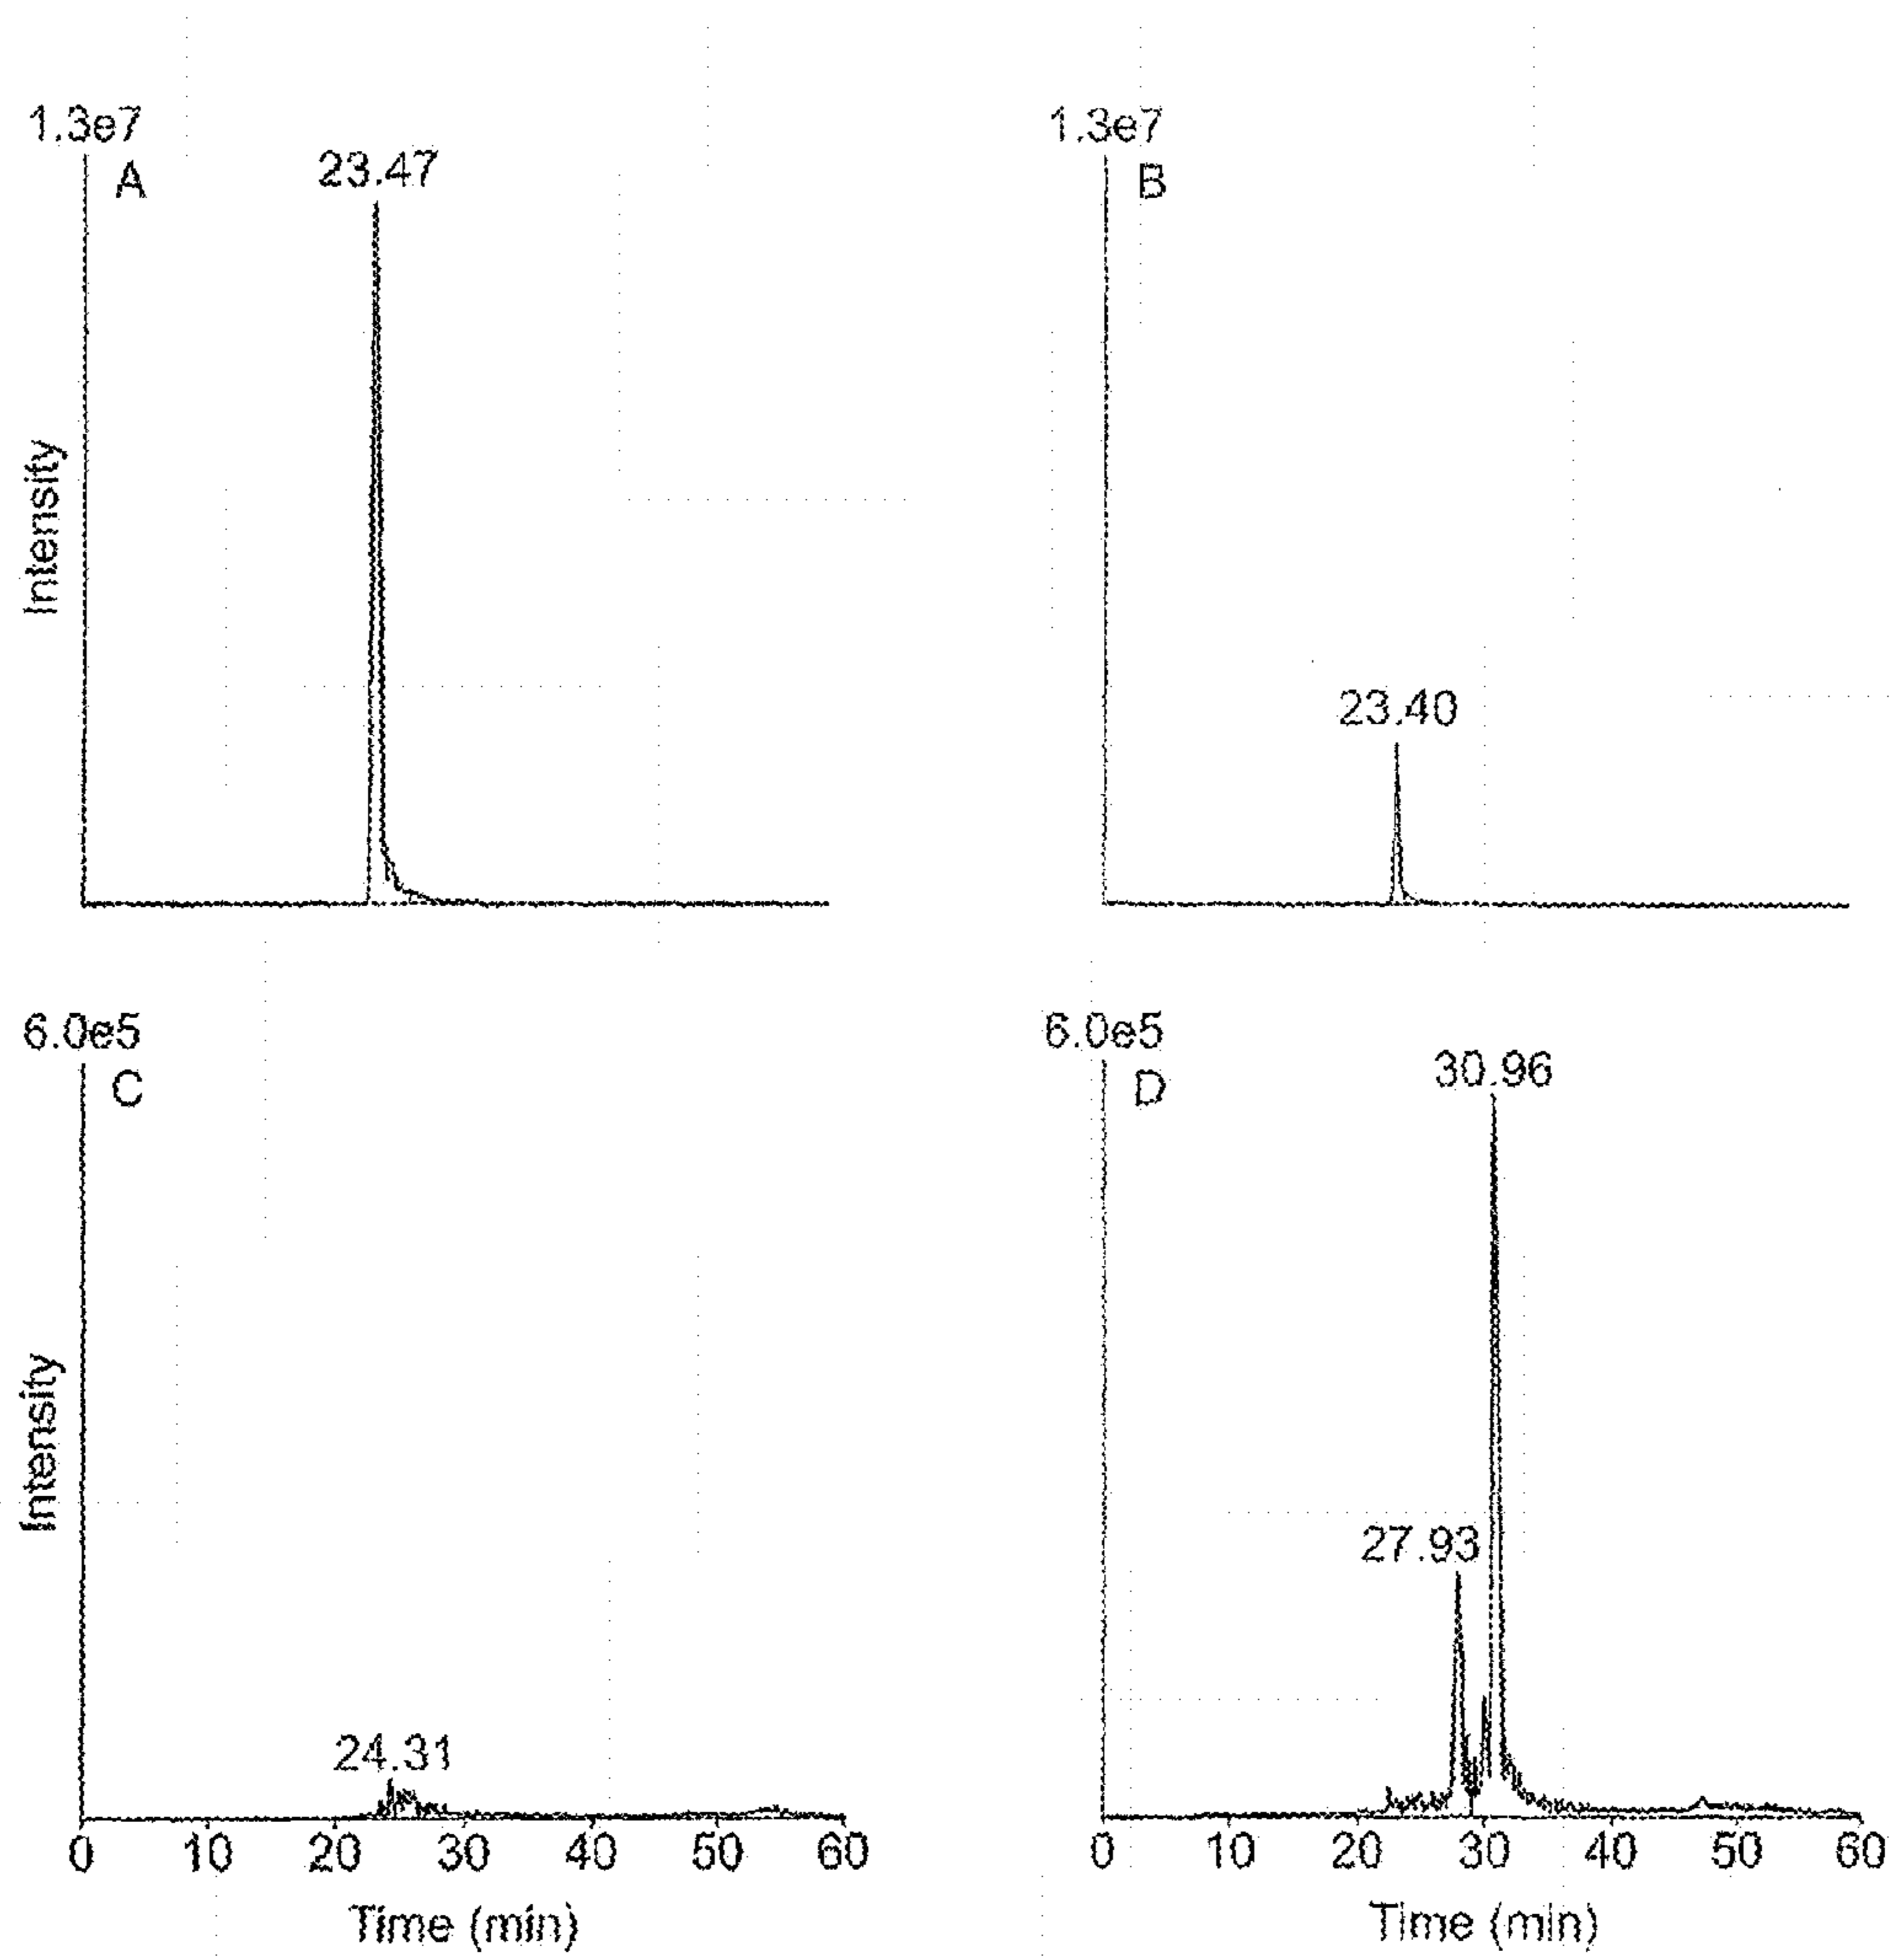 1.3e7
A
23.47
Intensity
1.3e7
B
23.40
6.0e5
C
24.31
Intensity
0 10 20 30 40 50 60
Time (min)
6.0e5
D
30.96
27.93
0 10 20 30 40 50 60
Time (min)